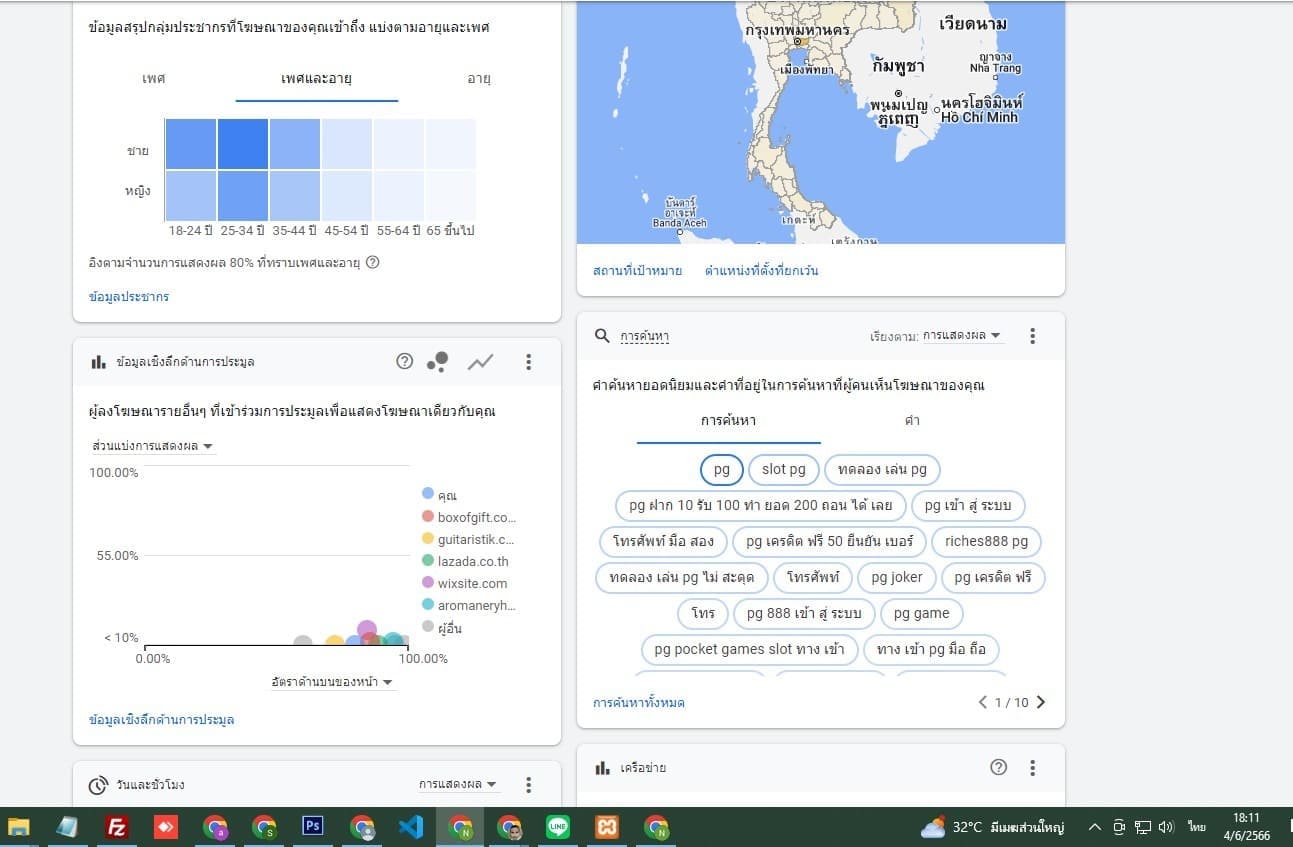 ข้อมูลสรุปกลุ่มประชากรที่โฆษณาของคุณเข้าถึง แบ่งตามอายุและเพศ
เพศ
เพศและอายุ
อายุ
ชาย
หญิง
18-24 ปี 25-34 ปี 35-44 ปี 45-54 ปี 55-64 ปี 65 ขึ้นไป
อิงตามจำนวนการแสดงผล 80% ที่ทราบเพศและอายุ
ข้อมูลประชากร
กรุงเทพมหานคร
เมืองพัทยา
เวียดนาม
กัมพูชา
ญาจาง
Nha Trang
พนมเปญ
ភ្នំពេញ
นครโฮจิมินห์
Hồ Chí Minh
บันดาร์
อาเจะห์
Banda Aceh
เกดะห์
สถานที่เป้าหมาย
ตำแหน่งที่ตั้งที่ยกเว้น
ข้อมูลเชิงลึกด้านการประมูล
ผู้ลงโฆษณารายอื่นๆ ที่เข้าร่วมการประมูลเพื่อแสดงโฆษณาเดียวกับคุณ
ส่วนแบ่งการแสดงผล
100.00%
55.00%
< 10%
0.00%
100.00%
คุณ
boxofgift.co...
guitaristik.c...
lazada.co.th
wixsite.com
aromaneryh...
ผู้อื่น
อัตราด้านบนของหน้า
ข้อมูลเชิงลึกด้านการประมูล
การค้นหา
เรียงตาม: การแสดงผล
คำค้นหายอดนิยมและคำที่อยู่ในการค้นหาที่ผู้คนเห็นโฆษณาของคุณ
การค้นหา
คำ
pg slot pg ทดลอง เล่น pg
pg ฝาก 10 รับ 100 ทํา ยอด 200 ถอน ได้ เลย pg เข้า สู่ ระบบ
โทรศัพท์ มือ สอง pg เครดิต ฟรี 50 ยืนยัน เบอร์ riches888 pg
ทดลอง เล่น pg ไม่ สะดุด โทรศัพท์ pg joker pg เครดิต ฟรี
โทร pg 888 เข้า สู่ ระบบ pg game
pg pocket games slot ทาง เข้า ทาง เข้า pg มือ ถือ
การค้นหาทั้งหมด
1 / 10
วันและชั่วโมง
การแสดงผล
เครือข่าย
Fz
a
S
Ps
N
LINE
N
32°C มีเมฆส่วนใหญ่
ไทย
18:11
4/6/2566